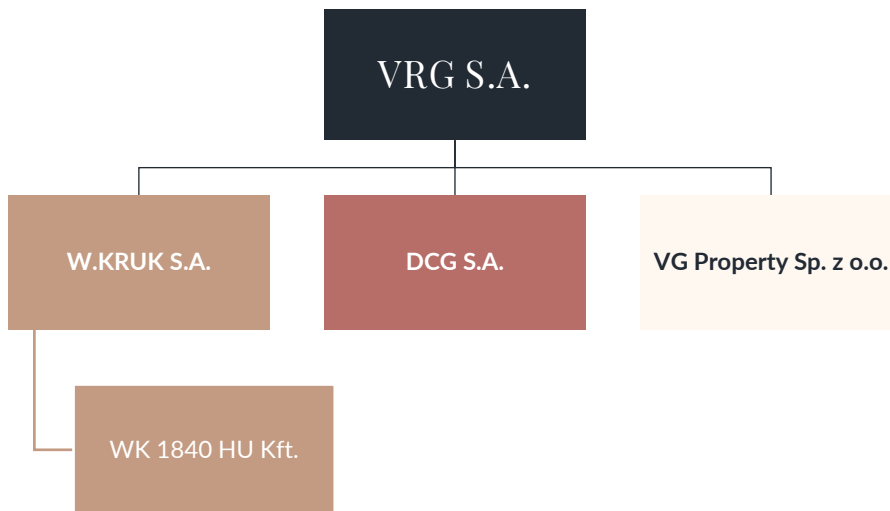 VRG S.A.
W.KRUK S.A.
DCG S.A.
VG Property Sp. z o.o.
WK 1840 HU Kft.